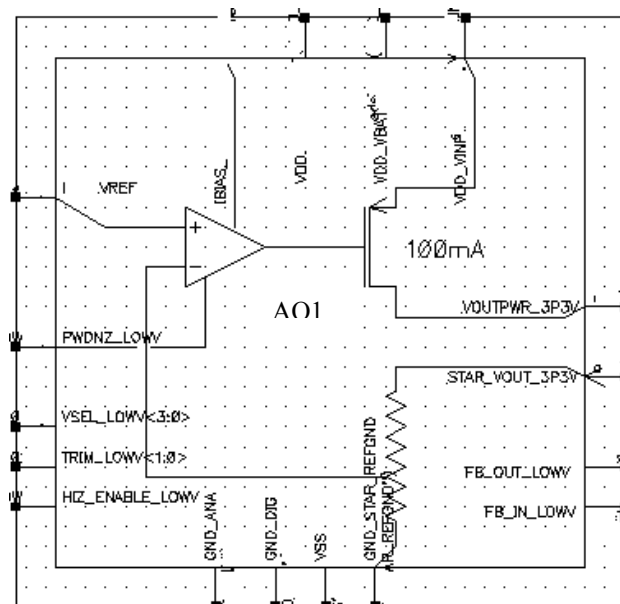 VREF
IBIAS_
VDD
VDD_VBAT
VDD_VINP
100mA
AO1
VOUTPWR_3P3V
PWDNZ_LOWV
STAR_VOUT_3P3V
VSEL_LOWV<3:0>
TRIM_LOWV<1:0>
HIZ_ENABLE_LOWV
FB_OUT_LOWV
FB_IN_LOWV
GND_ANA
GND_DIG
VSS
GND_STAR_REFGND